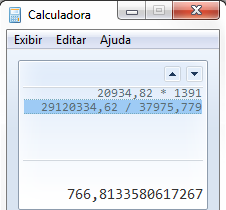 Calculadora
Exibir Editar Ajuda
20934,82 * 1391
29120334,62 / 37975,779
766,8133580617267